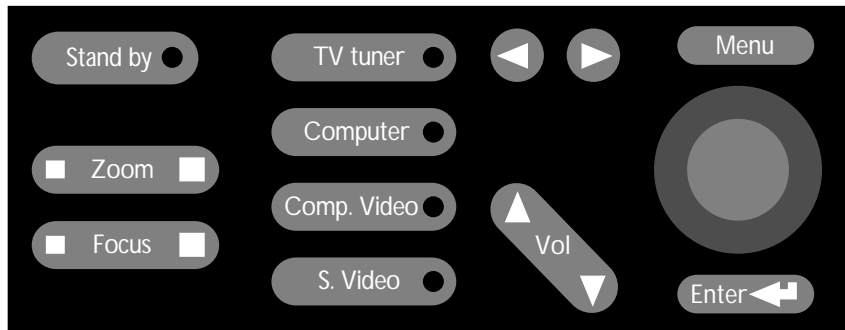 Stand by
TV tuner
Menu
Computer
Zoom
Comp. Video
Focus
Vol
S. Video
Enter